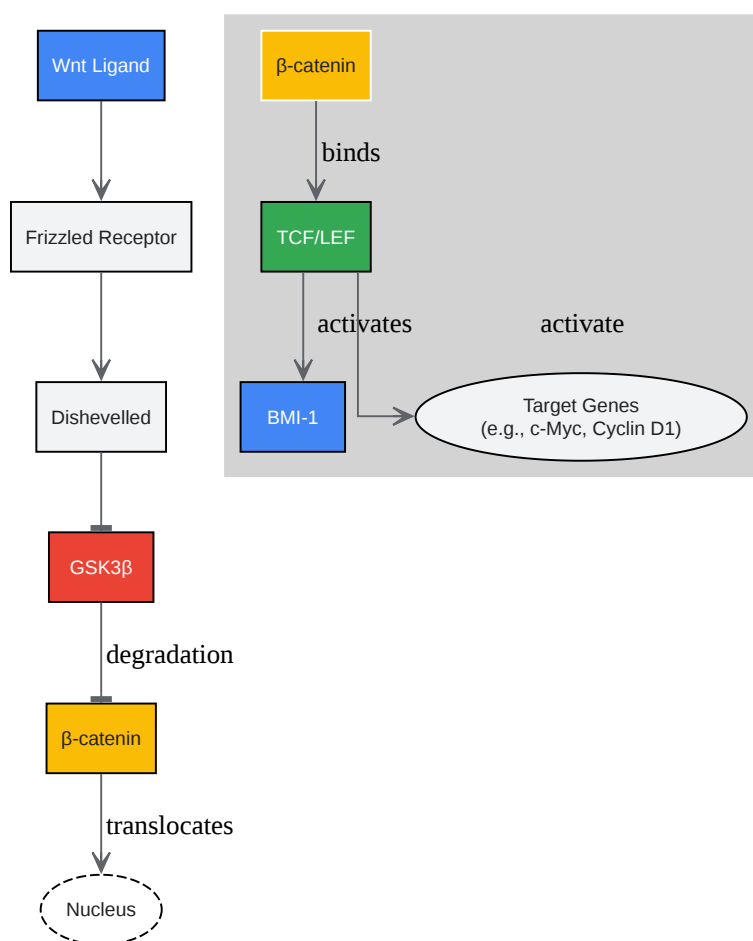 Wnt Ligand
Frizzled Receptor
Dishevelled
GSK3β
degradation
β-catenin
translocates
Nucleus
β-catenin
binds
TCF/LEF
activates
activate
BMI-1
Target Genes
(e.g., c-Myc, Cyclin D1)